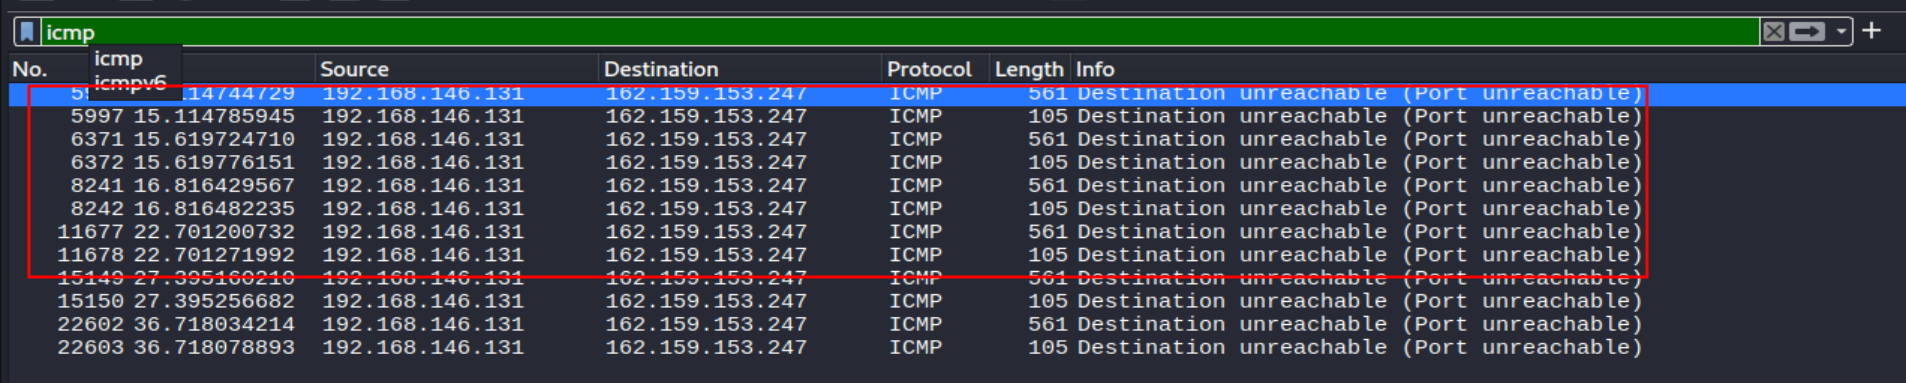 icmp
icmp
icmpv6
No. Source Destination Protocol Length Info
114744729 192.168.146.131 162.159.153.247 ICMP 561 Destination unreachable (Port unreachable)
5997 15.114785945 192.168.146.131 162.159.153.247 ICMP 105 Destination unreachable (Port unreachable)
6371 15.619724710 192.168.146.131 162.159.153.247 ICMP 561 Destination unreachable (Port unreachable)
6372 15.619776151 192.168.146.131 162.159.153.247 ICMP 105 Destination unreachable (Port unreachable)
8241 16.816429567 192.168.146.131 162.159.153.247 ICMP 561 Destination unreachable (Port unreachable)
8242 16.816482235 192.168.146.131 162.159.153.247 ICMP 105 Destination unreachable (Port unreachable)
11677 22.701200732 192.168.146.131 162.159.153.247 ICMP 561 Destination unreachable (Port unreachable)
11678 22.701271992 192.168.146.131 162.159.153.247 ICMP 105 Destination unreachable (Port unreachable)
15149 27.395160210 192.168.146.131 162.159.153.247 ICMP 561 Destination unreachable (Port unreachable)
15150 27.395256682 192.168.146.131 162.159.153.247 ICMP 105 Destination unreachable (Port unreachable)
22602 36.718034214 192.168.146.131 162.159.153.247 ICMP 561 Destination unreachable (Port unreachable)
22603 36.718078893 192.168.146.131 162.159.153.247 ICMP 105 Destination unreachable (Port unreachable)